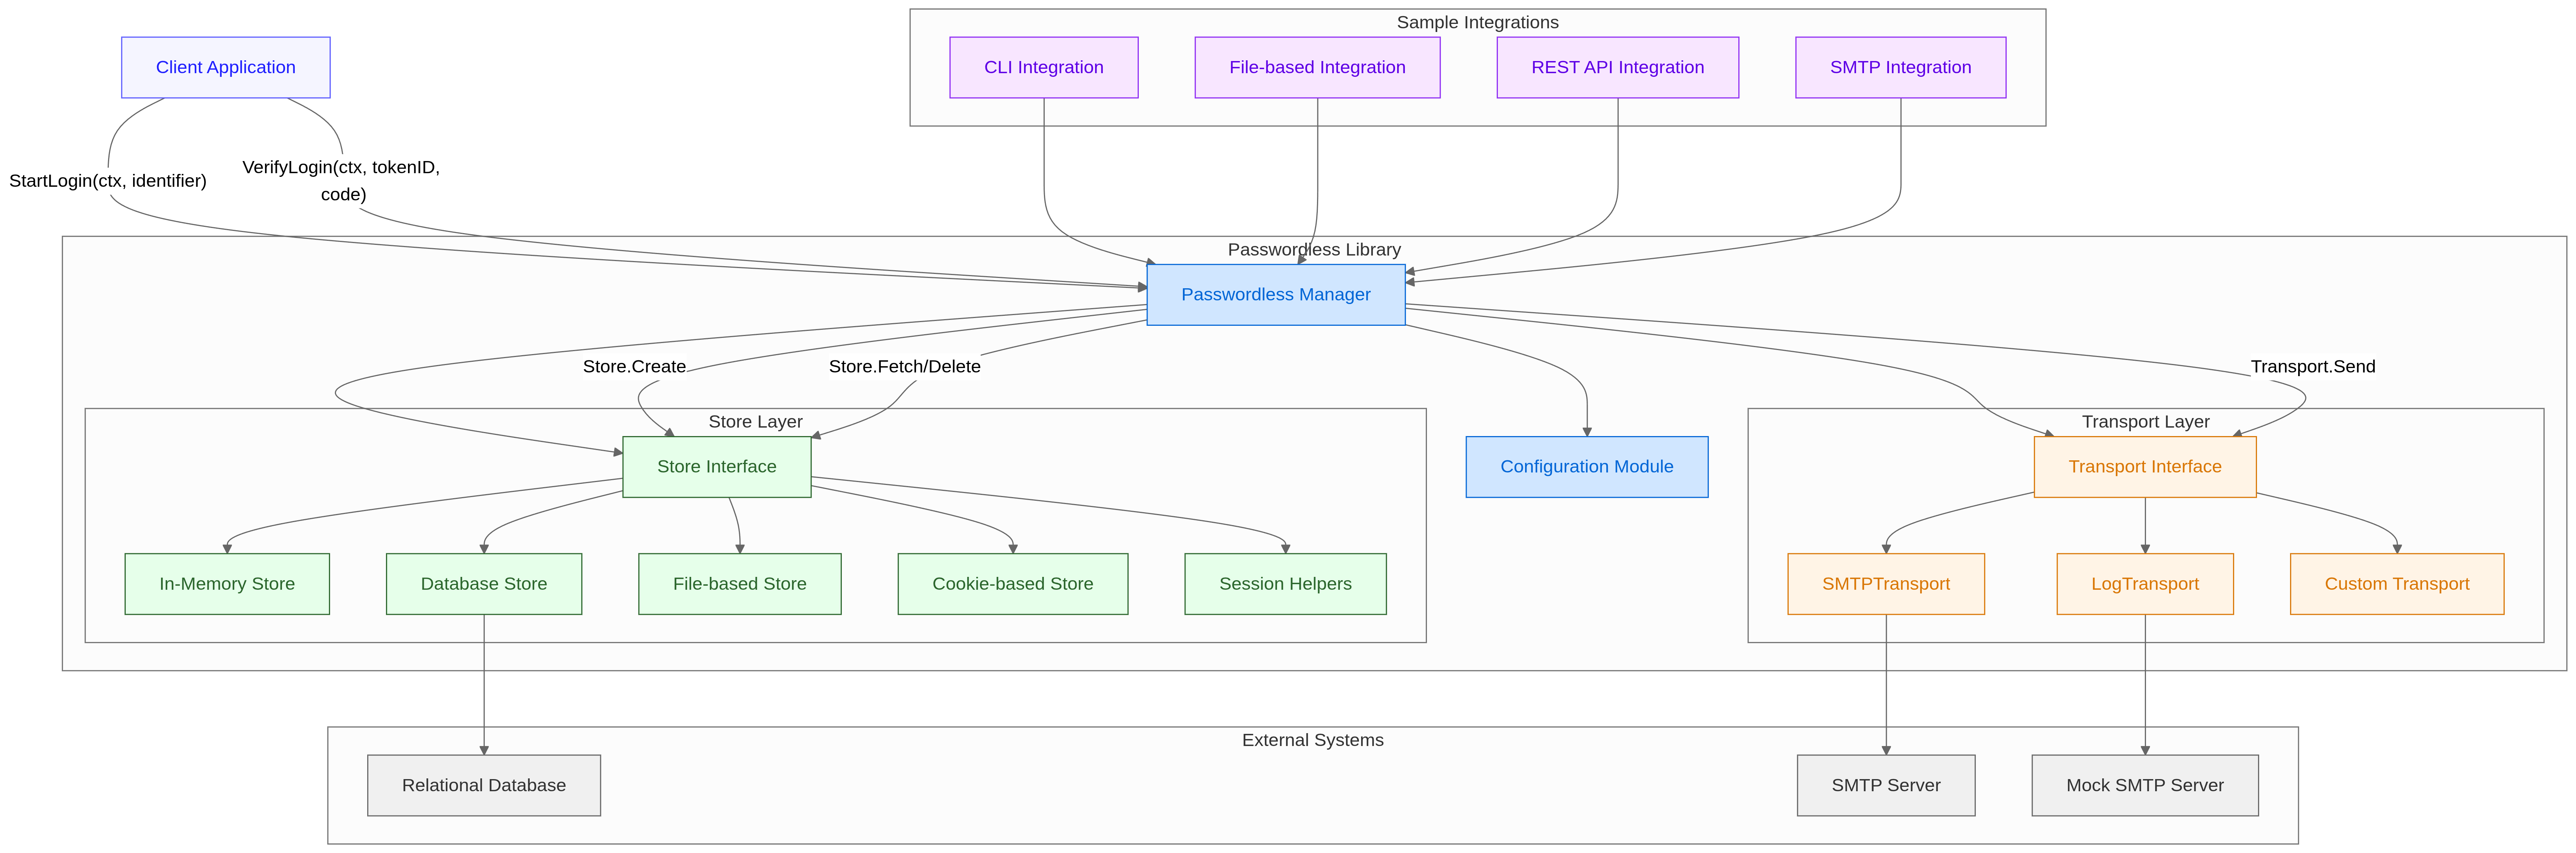 Sample Integrations
Client Application
CLI Integration
File-based Integration
REST API Integration
SMTP Integration
StartLogin(ctx, identifier)
VerifyLogin(ctx, tokenID,
code)
Passwordless Library
Passwordless Manager
Store.Create
Store.Fetch/Delete
Transport.Send
Store Layer
Transport Layer
Store Interface
Configuration Module
Transport Interface
In-Memory Store
Database Store
File-based Store
Cookie-based Store
Session Helpers
SMTPTransport
LogTransport
Custom Transport
External Systems
Relational Database
SMTP Server
Mock SMTP Server